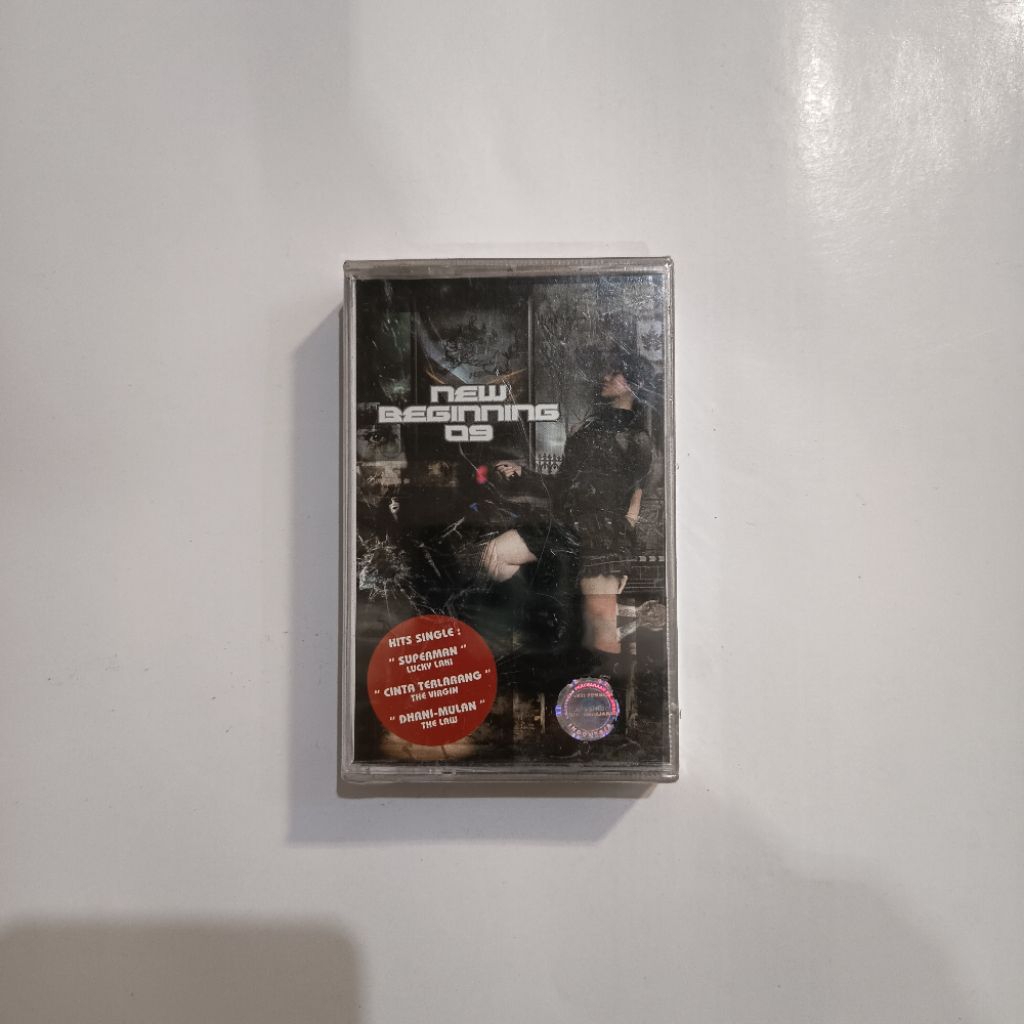 NEW
BEGINNING
09
HITS SINGLE :
" SUPERMAN "
LUCKY LAKI
" CINTA TERLARANG "
THE VIRGIN
" DHANI-MULAN "
THE LAW